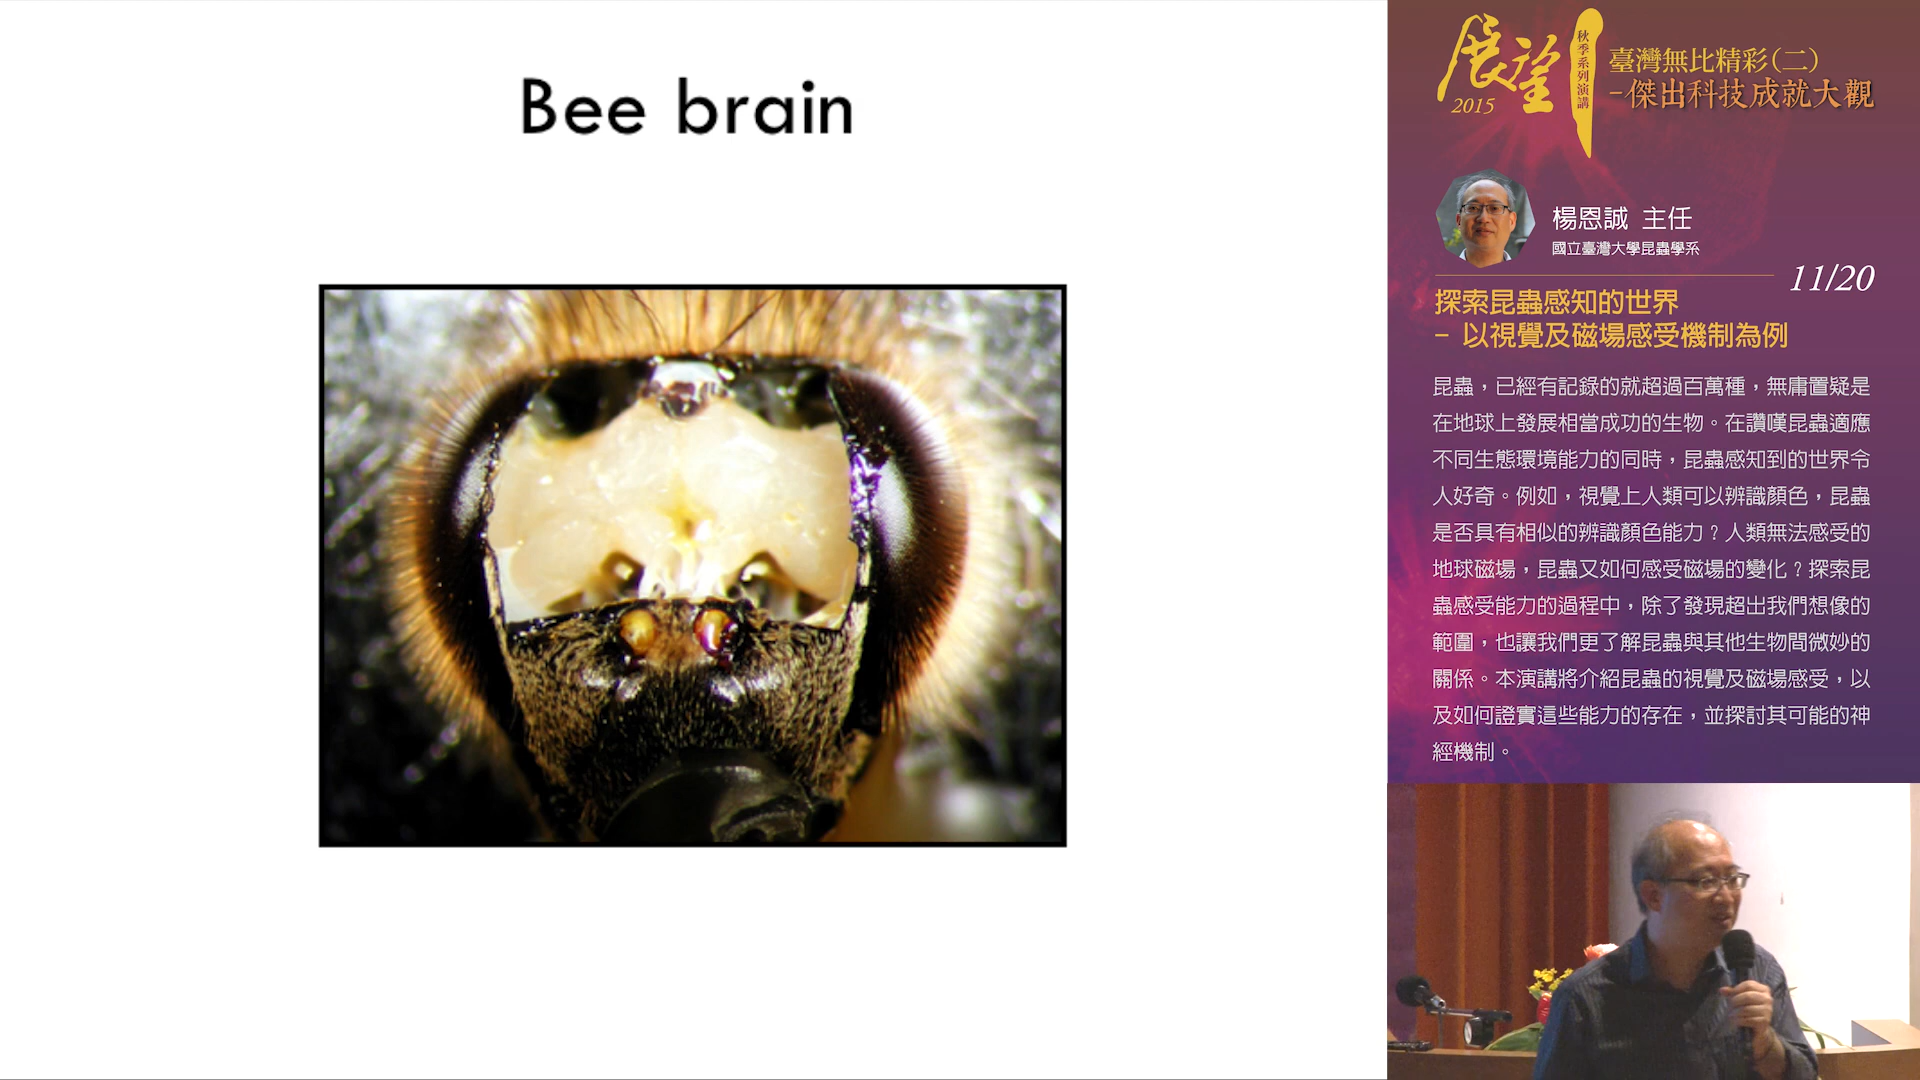 Bee brain
展望
2015
秋季系列演講
臺灣無比精彩(二)
-傑出科技成就大觀
楊恩誠 主任
國立臺灣大學昆蟲學系
11/20
探索昆蟲感知的世界
- 以視覺及磁場感受機制為例
昆蟲，已經有記錄的就超過百萬種，無庸置疑是
在地球上發展相當成功的生物。在讚嘆昆蟲適應
不同生態環境能力的同時，昆蟲感知到的世界令
人好奇。例如，視覺上人類可以辨識顏色，昆蟲
是否具有相似的辨識顏色能力？人類無法感受的
地球磁場，昆蟲又如何感受磁場的變化？探索昆
蟲感受能力的過程中，除了發現超出我們想像的
範圍，也讓我們更了解昆蟲與其他生物間微妙的
關係。本演講將介紹昆蟲的視覺及磁場感受，以
及如何證實這些能力的存在，並探討其可能的神
經機制。